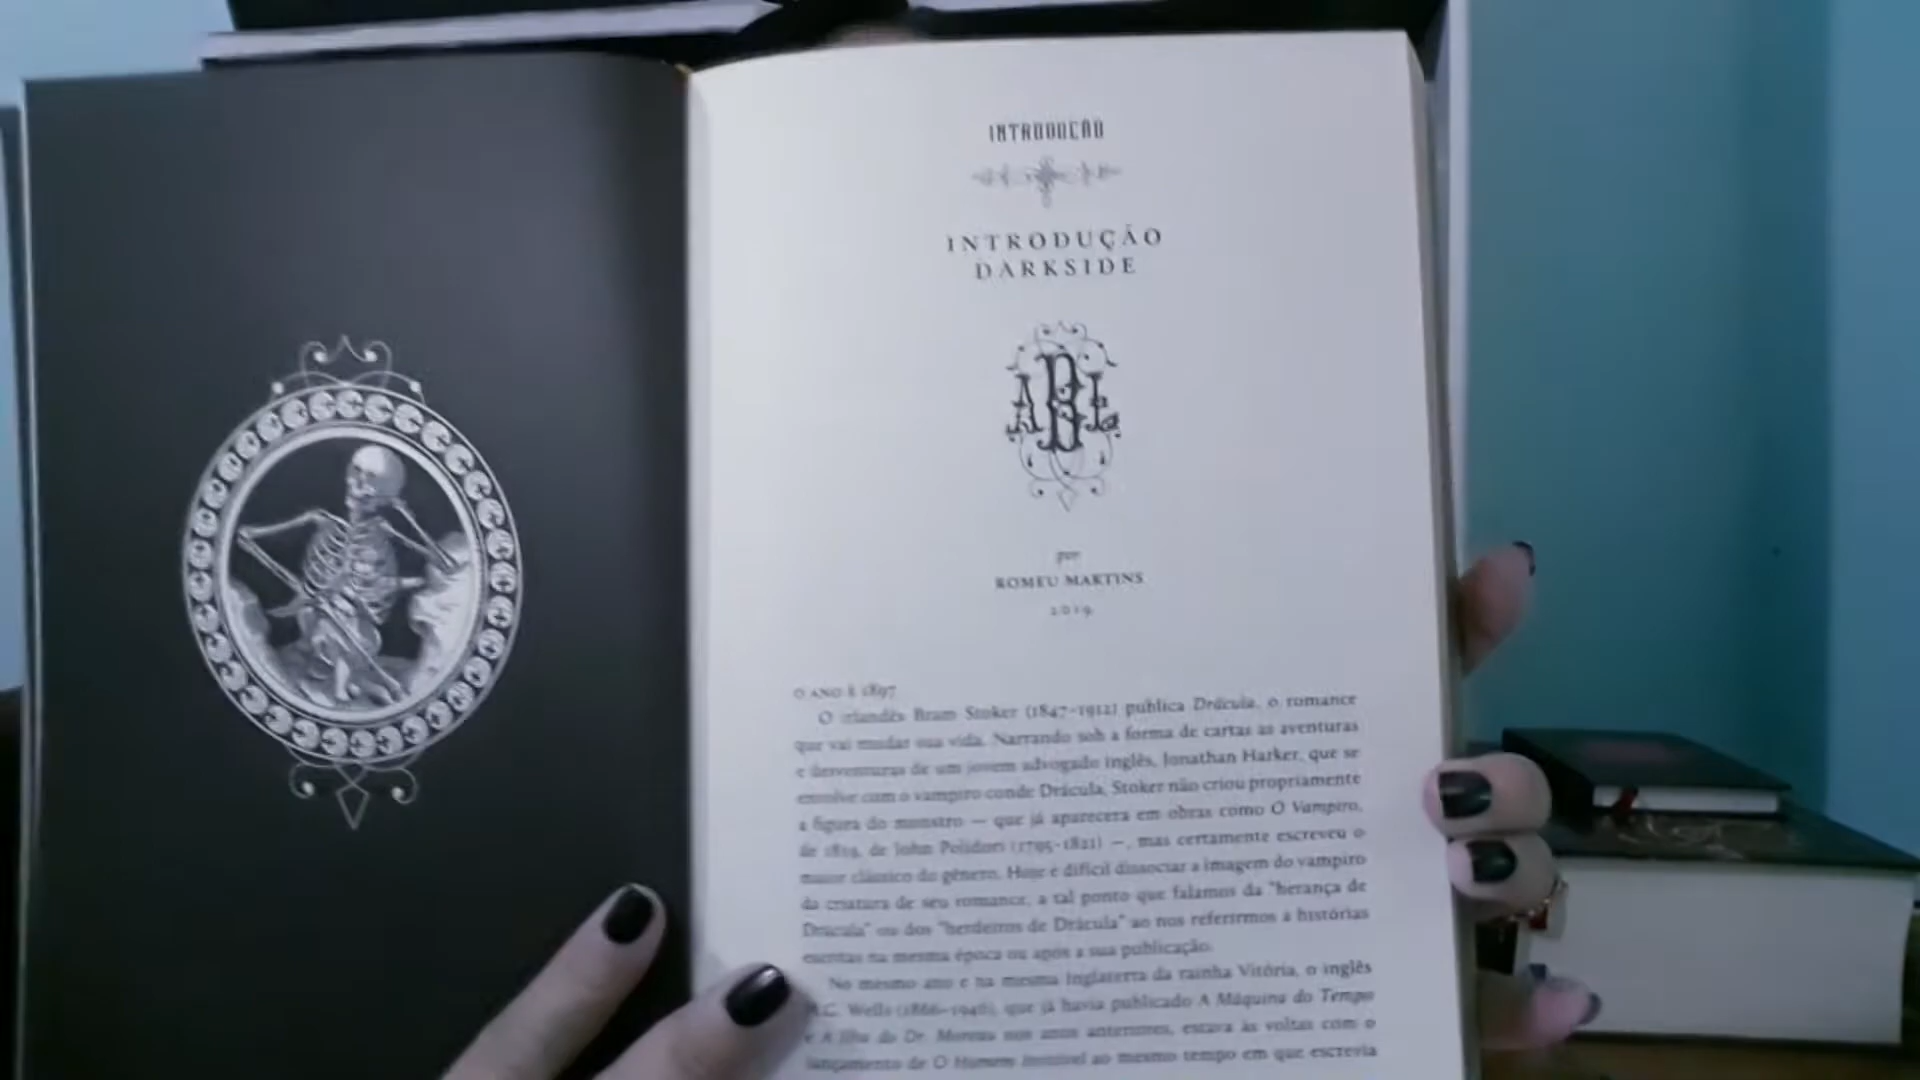 INTRODUÇÃO
INTRODUÇÃO
DARKSIDE
ABL
por
ROMEU MARTINS
2019
O ANO É 1897
O irlandês Bram Stoker (1847-1912) publica Drácula, o romance
que vai mudar sua vida. Narrando sob a forma de cartas as aventuras
e desventuras de um jovem advogado inglês, Jonathan Harker, que se
envolve com o vampiro conde Drácula, Stoker não criou propriamente
a figura do monstro — que já aparecera em obras como O Vampiro,
de 1819, de John Polidori (1795-1821) —, mas certamente escreveu o
maior clássico do gênero. Hoje é difícil dissociar a imagem do vampiro
da criatura de seu romance, a tal ponto que falamos da "herança de
Drácula" ou dos "herdeiros de Drácula" ao nos referirmos a histórias
escritas na mesma época ou após a sua publicação.
No mesmo ano e na mesma Inglaterra da rainha Vitória, o inglês
H.G. Wells (1866-1946), que já havia publicado A Máquina do Tempo
e A Ilha do Dr. Moreau nos anos anteriores, estava às voltas com o
lançamento de O Homem Invisível ao mesmo tempo em que escrevia